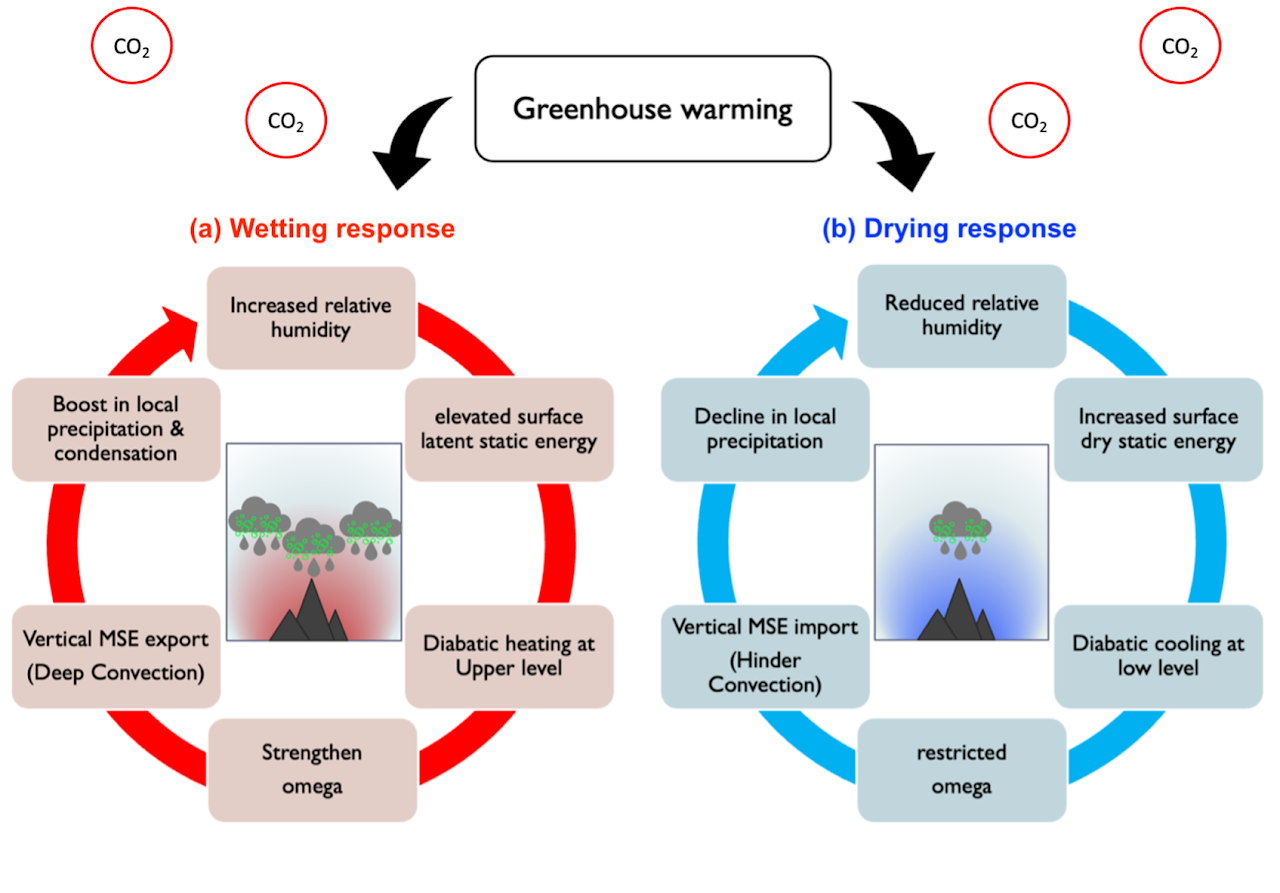 CO₂
CO₂
CO₂
CO₂
Greenhouse warming
(a) Wetting response
Increased relative
humidity
elevated surface
latent static energy
Diabatic heating at
Upper level
Strengthen
omega
Vertical MSE export
(Deep Convection)
Boost in local
precipitation &
condensation
(b) Drying response
Reduced relative
humidity
Increased surface
dry static energy
Diabatic cooling at
low level
restricted
omega
Vertical MSE import
(Hinder
Convection)
Decline in local
precipitation